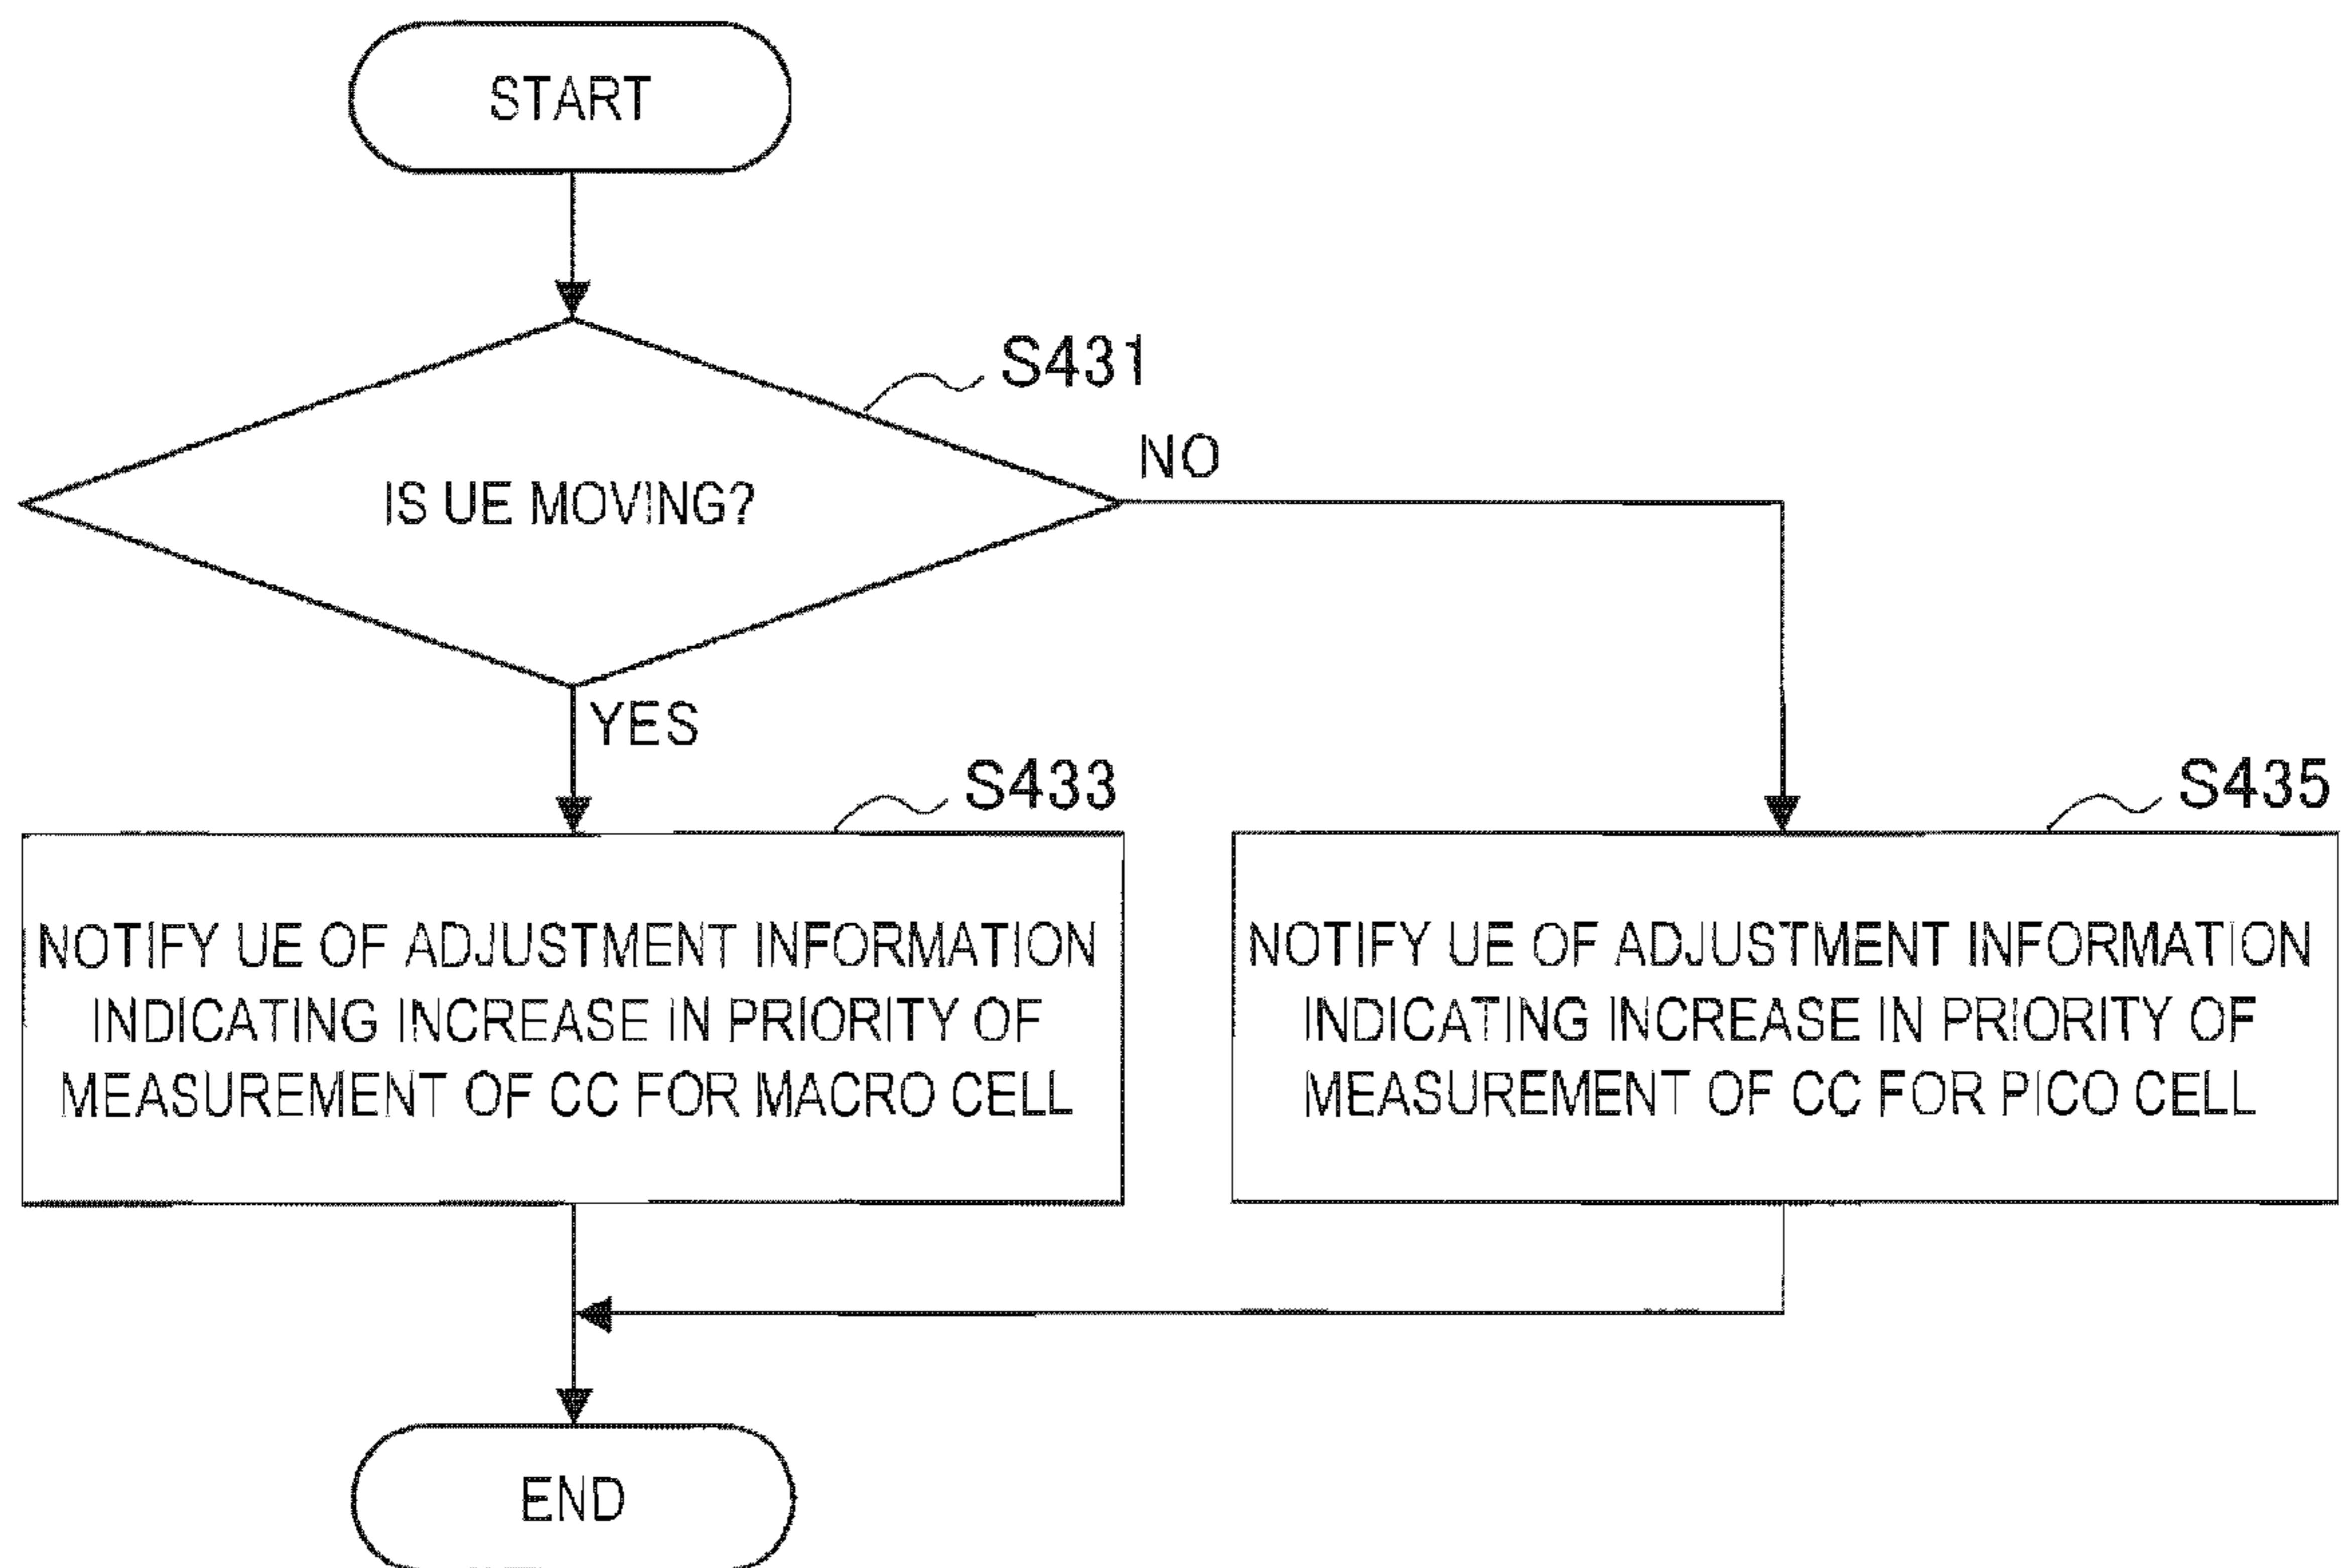 START
S431
NO
IS UE MOVING?
YES
S433
S435
NOTIFY UE OF ADJUSTMENT INFORMATION
INDICATING INCREASE IN PRIORITY OF
MEASUREMENT OF CC FOR MACRO CELL
NOTIFY UE OF ADJUSTMENT INFORMATION
INDICATING INCREASE IN PRIORITY OF
MEASUREMENT OF CC FOR PICO CELL
END